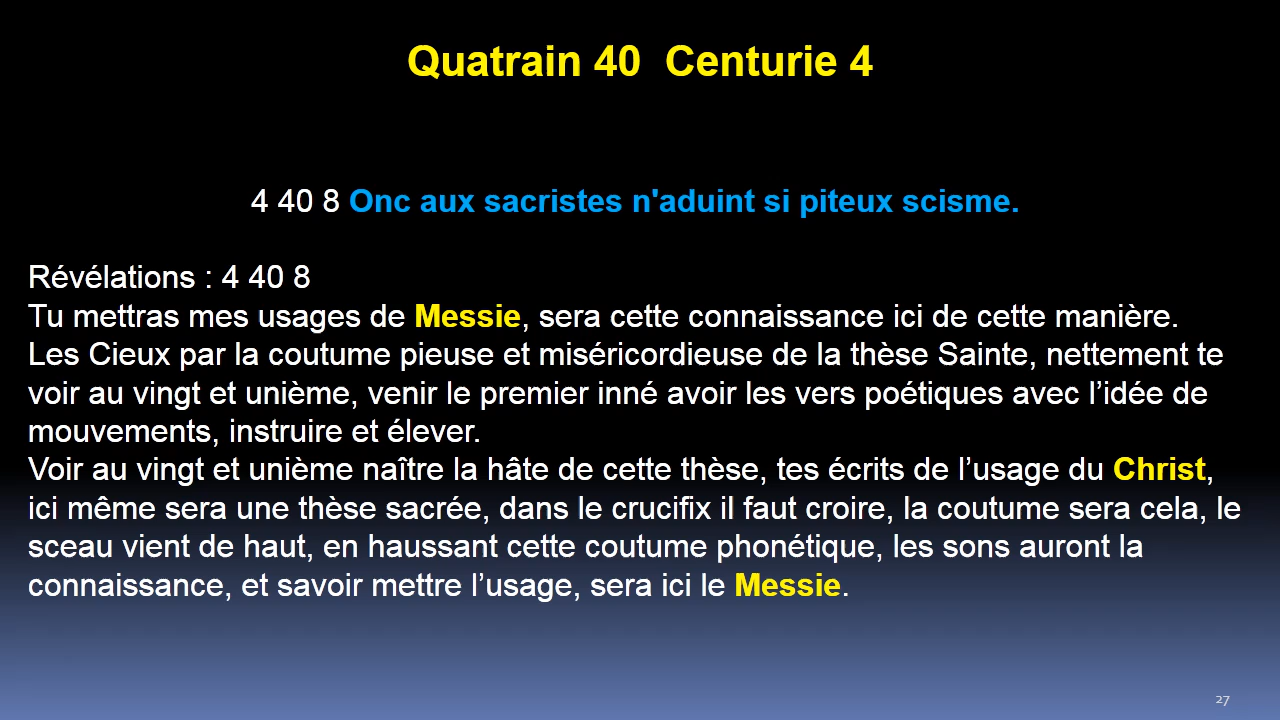 Quatrain 40 Centurie 4
4 40 8 Onc aux sacristes n'aduint si piteux scisme.
Révélations : 4 40 8
Tu mettras mes usages de Messie, sera cette connaissance ici de cette manière.
Les Cieux par la coutume pieuse et miséricordieuse de la thèse Sainte, nettement te
voir au vingt et unième, venir le premier inné avoir les vers poétiques avec l’idée de
mouvements, instruire et élever.
Voir au vingt et unième naître la hâte de cette thèse, tes écrits de l’usage du Christ,
ici même sera une thèse sacrée, dans le crucifix il faut croire, la coutume sera cela, le
sceau vient de haut, en haussant cette coutume phonétique, les sons auront la
connaissance, et savoir mettre l’usage, sera ici le Messie.
27